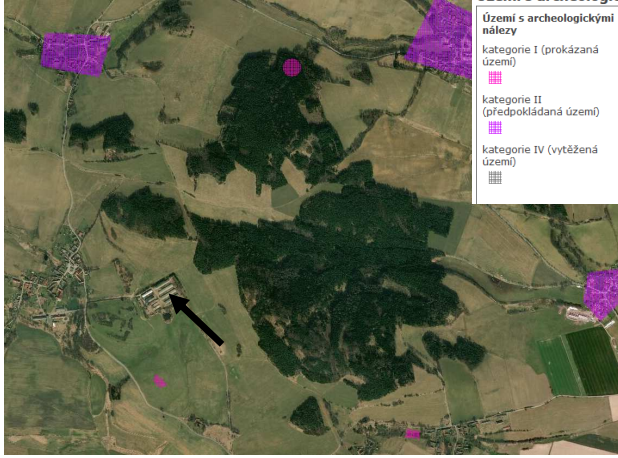 Území s archeologickými
nálezy
kategorie I (prokázaná
území)
kategorie II
(předpokládaná území)
kategorie IV (vytěžená
území)